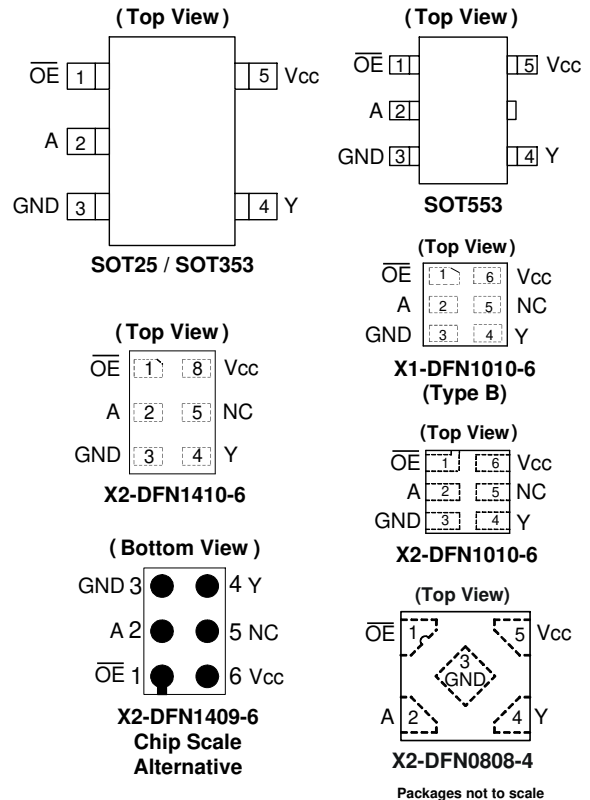 (Top View)
OE 1 5 Vcc
A 2
GND 3 4 Y
SOT25 / SOT353
(Top View)
OE 1 8 Vcc
A 2 5 NC
GND 3 4 Y
X2-DFN1410-6
(Bottom View)
GND 3 4 Y
A 2 5 NC
OE 1 6 Vcc
X2-DFN1409-6
Chip Scale
Alternative
(Top View)
OE 1 5 Vcc
A 2
GND 3 4 Y
SOT553
(Top View)
OE 1 6 Vcc
A 2 5 NC
GND 3 4 Y
X1-DFN1010-6
(Type B)
(Top View)
OE 1 6 Vcc
A 2 5 NC
GND 3 4 Y
X2-DFN1010-6
(Top View)
OE 1 5 Vcc
3
GND
A 2 4 Y
X2-DFN0808-4
Packages not to scale